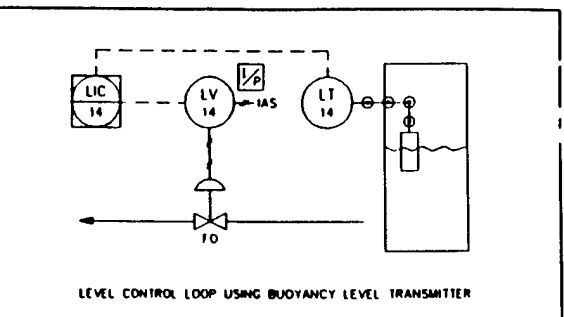 I/P
LIC
14
LV
14
IAS
LT
14
FO
LEVEL CONTROL LOOP USING BUOYANCY LEVEL TRANSMITTER